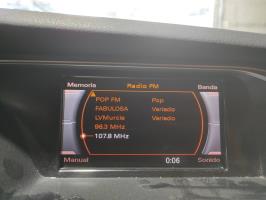 Memoria Radio FM Banda
POP FM Pop
FABULOSA Variado
LVMurcia Variado
96.3 MHz
107.8 MHz
Manual 0:06 Sonido